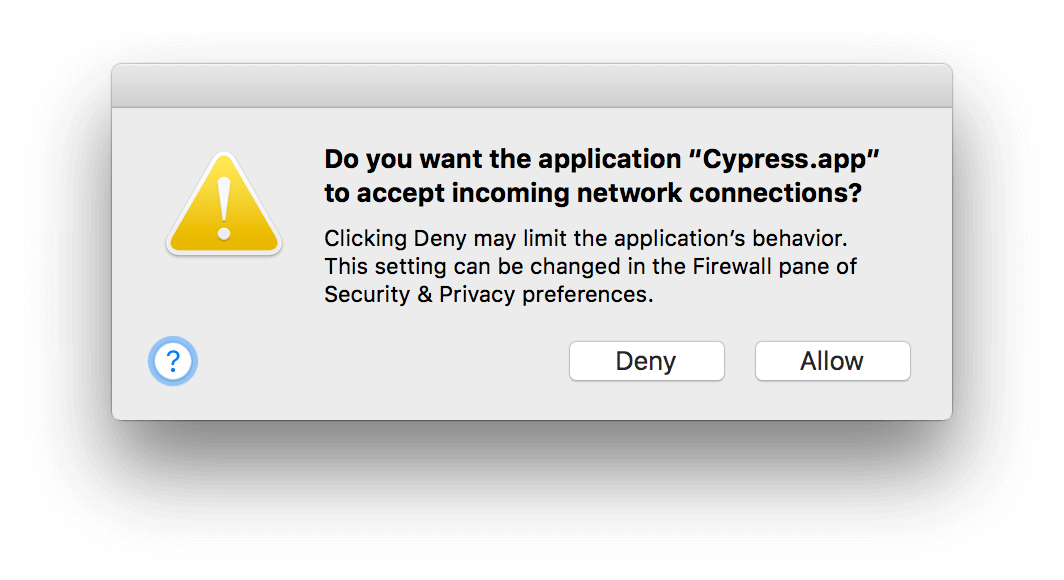 Do you want the application “Cypress.app”
to accept incoming network connections?
Clicking Deny may limit the application’s behavior.
This setting can be changed in the Firewall pane of
Security & Privacy preferences.
?
Deny
Allow